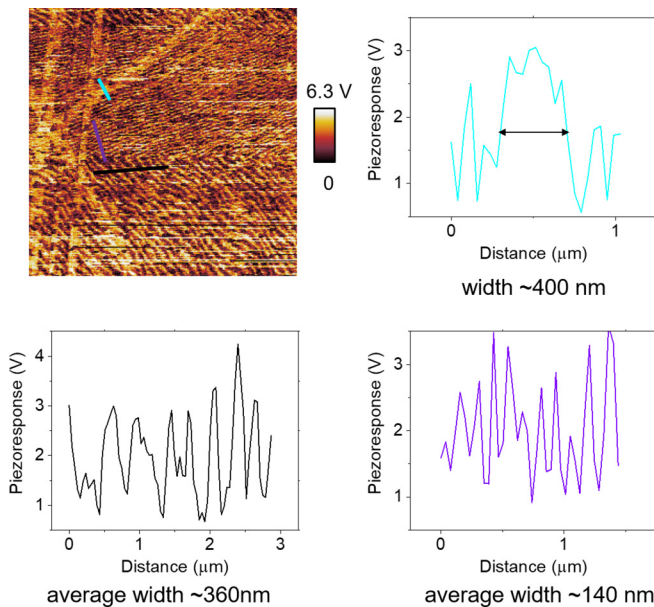 6.3 V
0
Piezoresponse (V)
3
2
1
0
1
Distance (μm)
width ~400 nm
Piezoresponse (V)
4
3
2
1
0
1
2
3
Distance (μm)
average width ~360nm
Piezoresponse (V)
3
2
1
0
1
Distance (μm)
average width ~140 nm